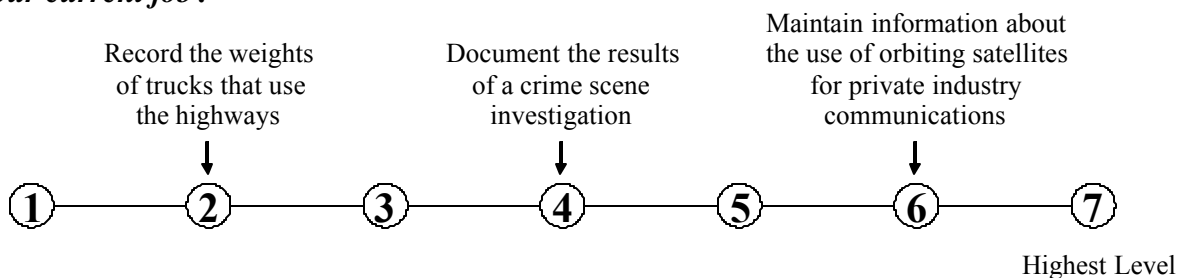 Record the weights
of trucks that use
the highways
Document the results
of a crime scene
investigation
Maintain information about
the use of orbiting satellites
for private industry
communications
1 2 3 4 5 6 7
Highest Level